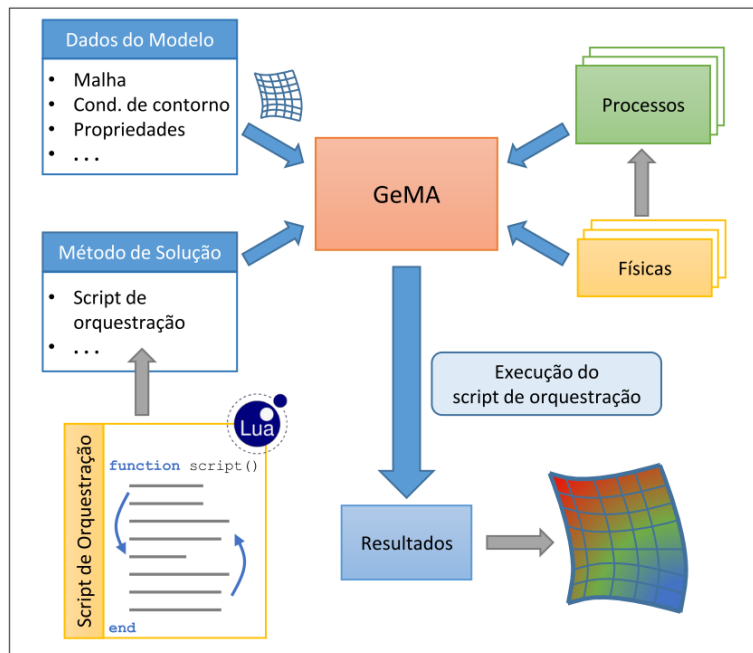 Dados do Modelo
• Malha
• Cond. de contorno
• Propriedades
• . . .
Processos
GeMA
Método de Solução
• Script de
orquestração
• . . .
Físicas
Execução do
script de orquestração
Script de Orquestração
Lua
function script()
end
Resultados